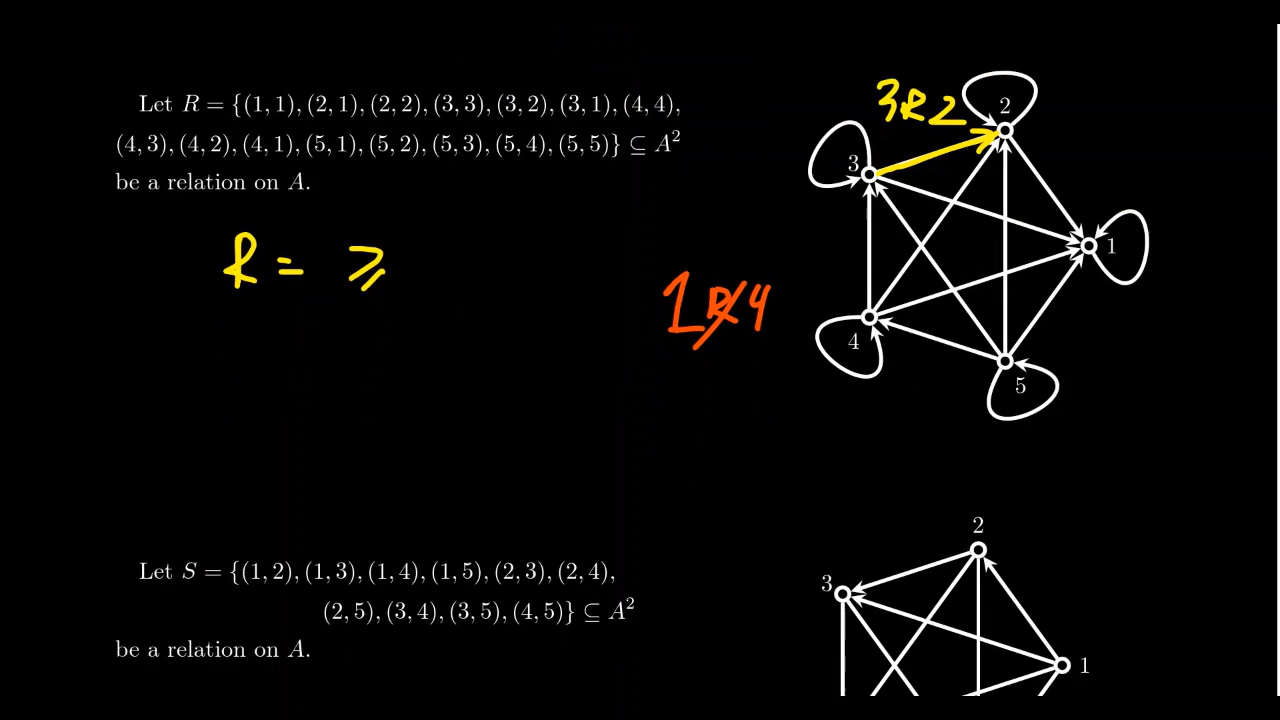 Let R = {(1, 1), (2, 1), (2, 2), (3, 3), (3, 2), (3, 1), (4, 4),
(4, 3), (4, 2), (4, 1), (5, 1), (5, 2), (5, 3), (5, 4), (5, 5)} ⊆ A²
be a relation on A.
R = ≥
3R2
1R̸4
2
3
1
4
5
Let S = {(1, 2), (1, 3), (1, 4), (1, 5), (2, 3), (2, 4),
(2, 5), (3, 4), (3, 5), (4, 5)} ⊆ A²
be a relation on A.
2
3
1